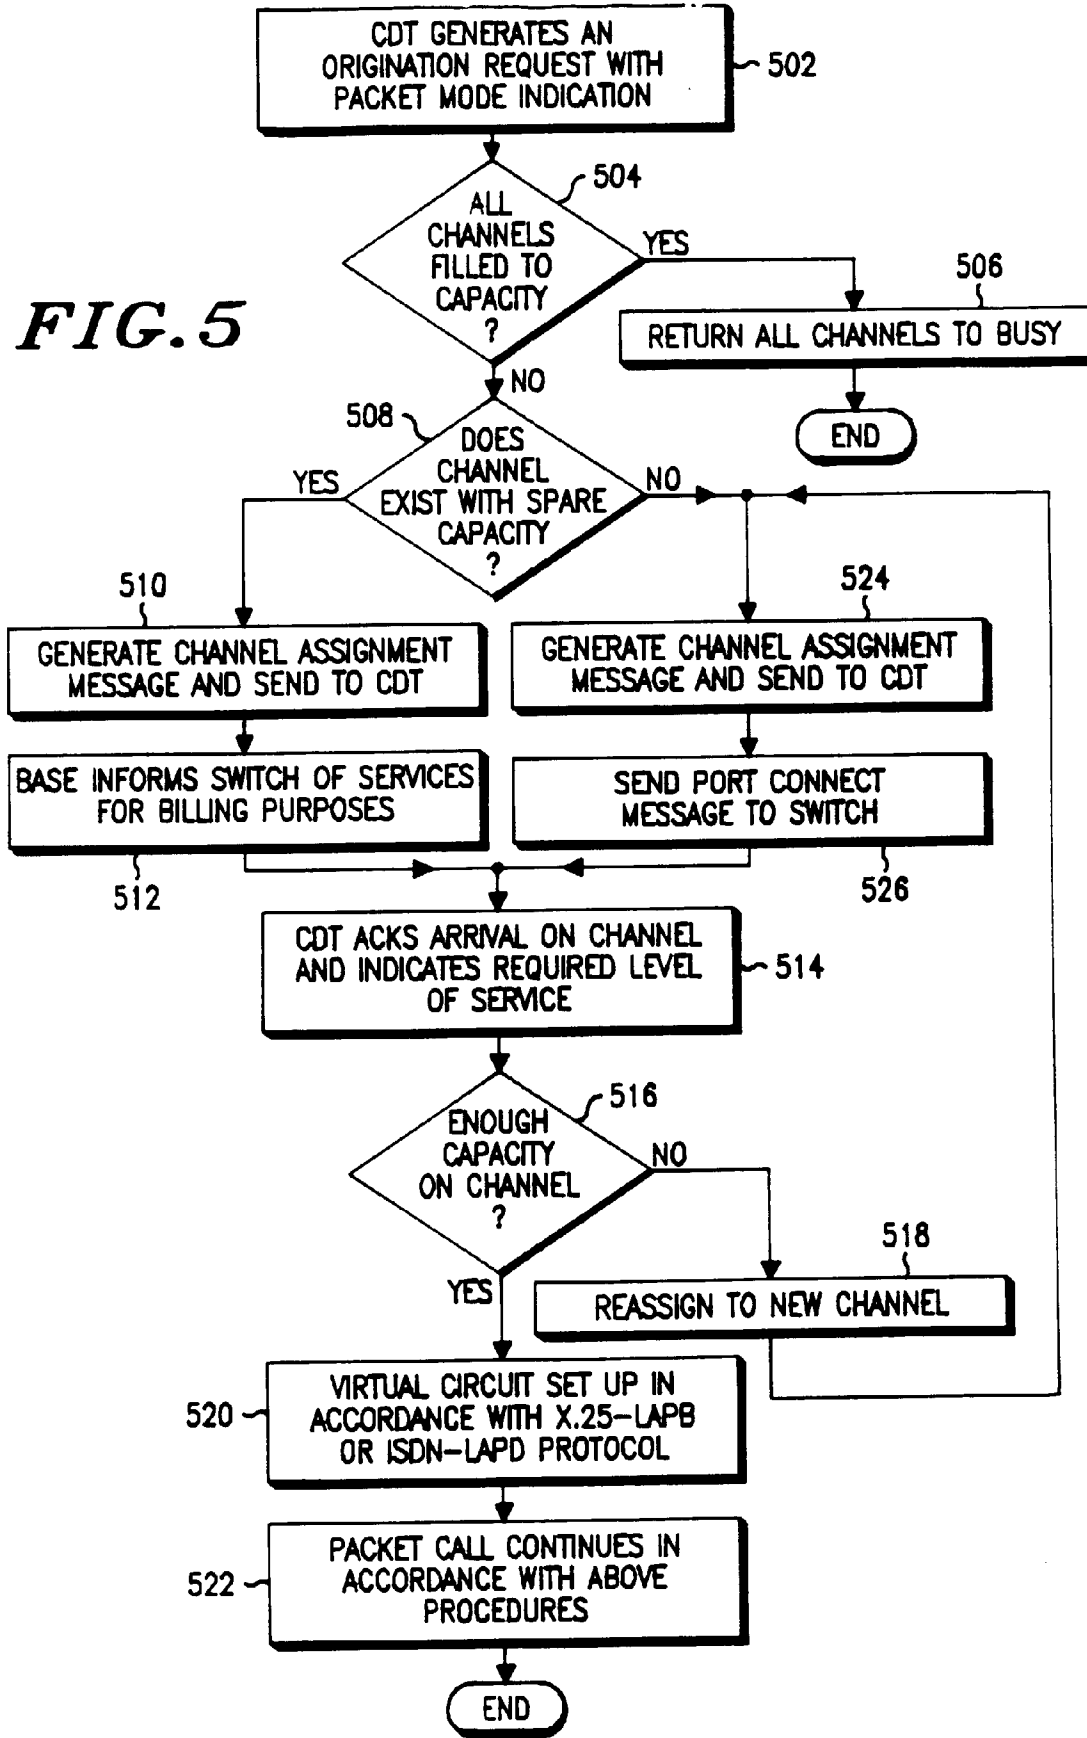 CDT GENERATES AN
ORIGINATION REQUEST WITH
PACKET MODE INDICATION
502
504
ALL
CHANNELS
FILLED TO
CAPACITY
?
YES
506
RETURN ALL CHANNELS TO BUSY
END
FIG.5
NO
508
DOES
CHANNEL
EXIST WITH SPARE
CAPACITY
?
YES
NO
510
GENERATE CHANNEL ASSIGNMENT
MESSAGE AND SEND TO CDT
524
GENERATE CHANNEL ASSIGNMENT
MESSAGE AND SEND TO CDT
BASE INFORMS SWITCH OF SERVICES
FOR BILLING PURPOSES
512
SEND PORT CONNECT
MESSAGE TO SWITCH
526
CDT ACKS ARRIVAL ON CHANNEL
AND INDICATES REQUIRED LEVEL
OF SERVICE
514
516
ENOUGH
CAPACITY
ON CHANNEL
?
NO
518
REASSIGN TO NEW CHANNEL
YES
VIRTUAL CIRCUIT SET UP IN
ACCORDANCE WITH X.25-LAPB
OR ISDN-LAPD PROTOCOL
520
PACKET CALL CONTINUES IN
ACCORDANCE WITH ABOVE
PROCEDURES
522
END